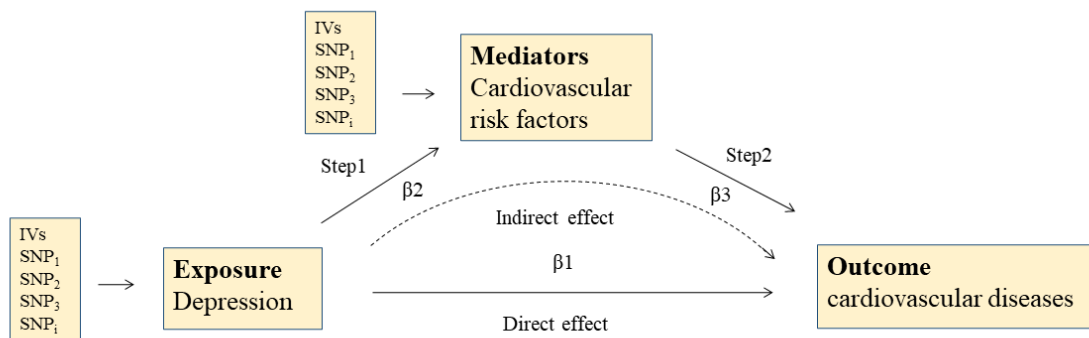 IVs
SNP₁
SNP₂
SNP₃
SNPᵢ
Mediators
Cardiovascular
risk factors
Step1
Step2
β2
β3
Indirect effect
IVs
SNP₁
SNP₂
SNP₃
SNPᵢ
Exposure
Depression
β1
Direct effect
Outcome
cardiovascular diseases